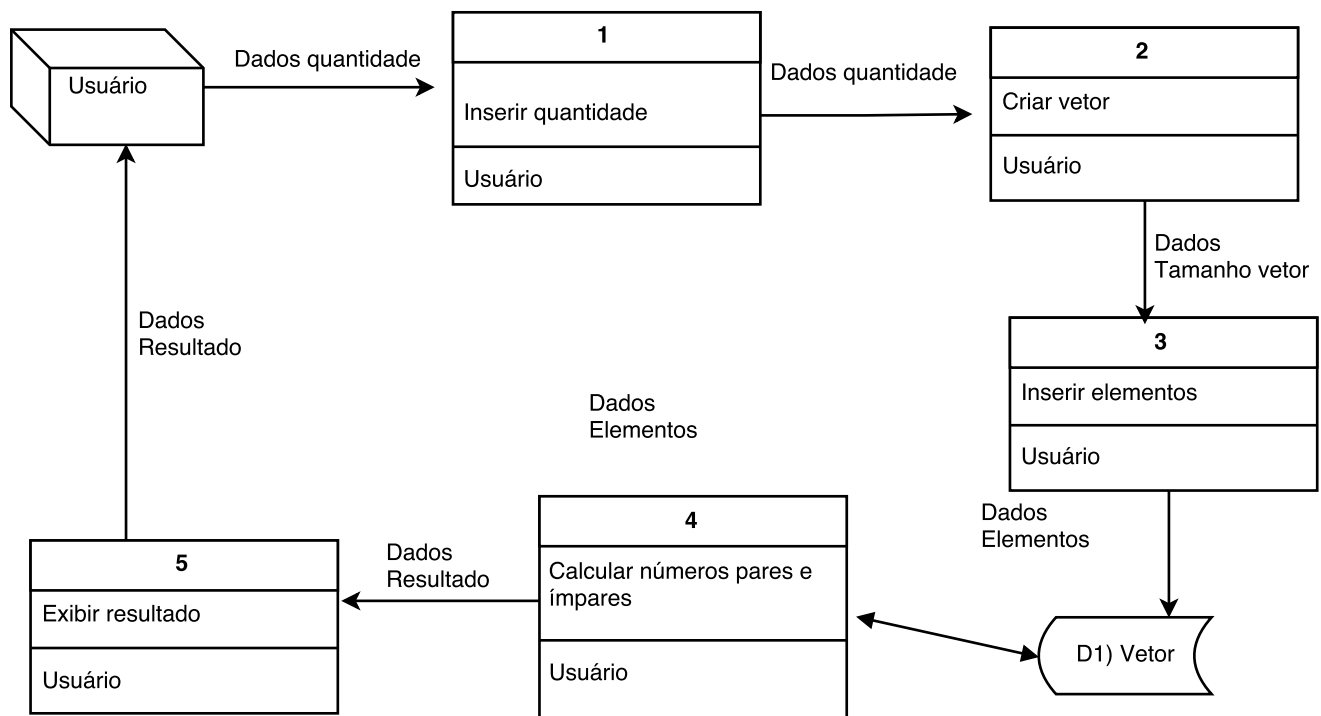 Usuário
Dados quantidade
1
Inserir quantidade
Usuário
Dados quantidade
2
Criar vetor
Usuário
Dados
Tamanho vetor
3
Inserir elementos
Usuário
Dados
Elementos
D1) Vetor
Dados
Elementos
4
Calcular números pares e
ímpares
Usuário
Dados
Resultado
5
Exibir resultado
Usuário
Dados
Resultado